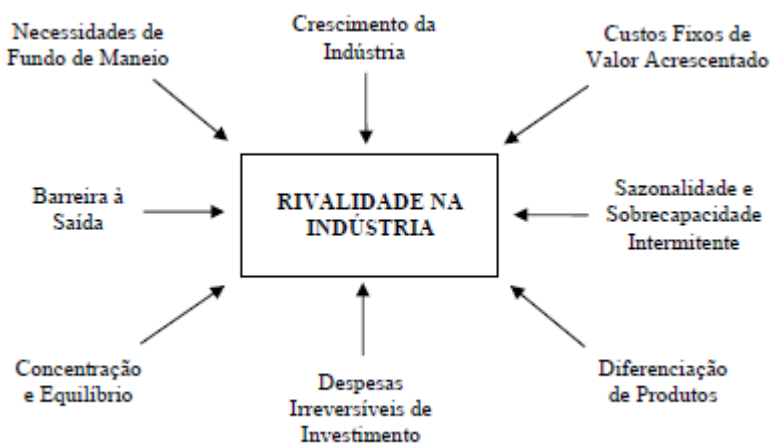 Necessidades de
Fundo de Maneio
Crescimento da
Indústria
Custos Fixos de
Valor Acrescentado
Barreira à
Saída
RIVALIDADE NA
INDÚSTRIA
Sazonalidade e
Sobrecapacidade
Intermitente
Concentração
e Equilíbrio
Despesas
Irreversíveis de
Investimento
Diferenciação
de Produtos